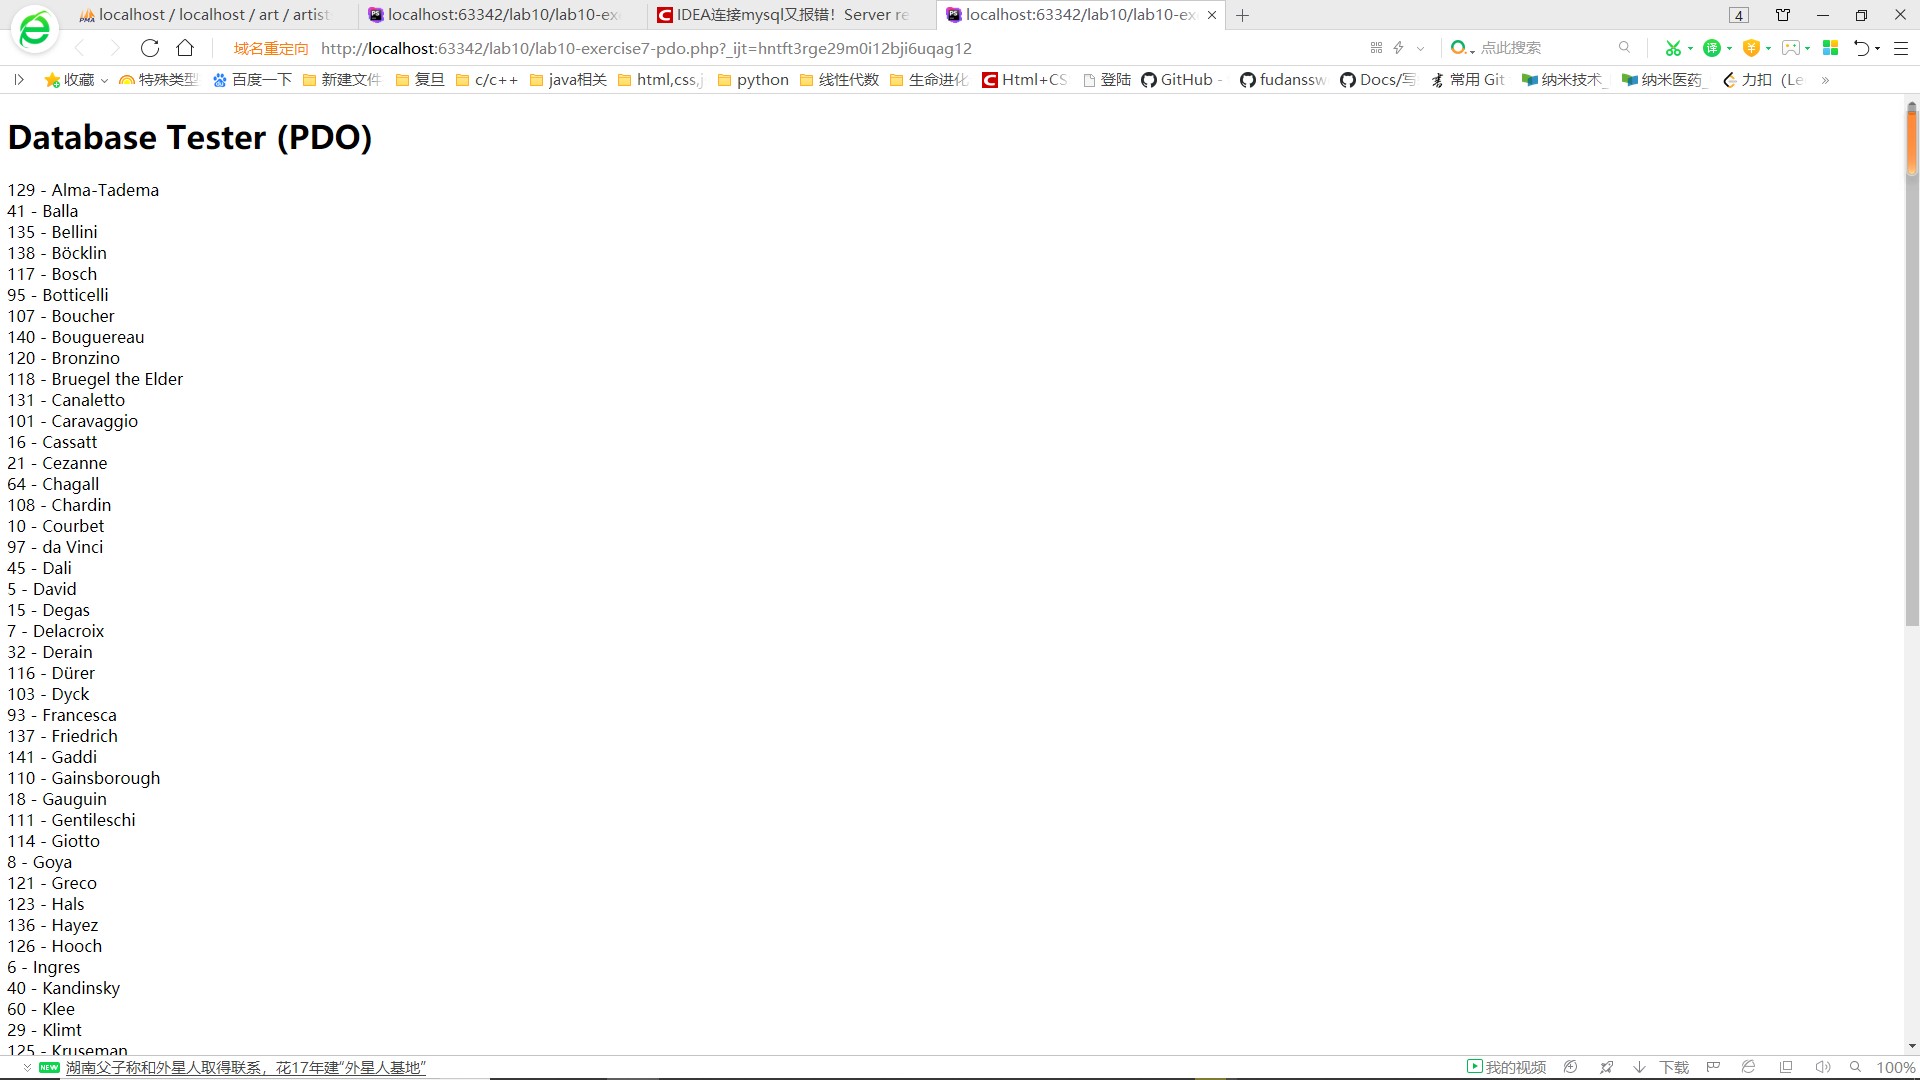 localhost / localhost / art / artist
localhost:63342/lab10/lab10-ex
IDEA连接mysql又报错！Server re
localhost:63342/lab10/lab10-ex
4
域名重定向 http://localhost:63342/lab10/lab10-exercise7-pdo.php?_ijt=hntft3rge29m0i12bji6uqag12
点此搜索
译
收藏 特殊类型 百度一下 新建文件 复旦 c/c++ java相关 html,css,j python 线性代数 生命进化 Html+CS 登陆 GitHub - fudanssw Docs/写 常用 Git 纳米技术_ 纳米医药_ 力扣 (Le »
Database Tester (PDO)
129 - Alma-Tadema
41 - Balla
135 - Bellini
138 - Böcklin
117 - Bosch
95 - Botticelli
107 - Boucher
140 - Bouguereau
120 - Bronzino
118 - Bruegel the Elder
131 - Canaletto
101 - Caravaggio
16 - Cassatt
21 - Cezanne
64 - Chagall
108 - Chardin
10 - Courbet
97 - da Vinci
45 - Dali
5 - David
15 - Degas
7 - Delacroix
32 - Derain
116 - Dürer
103 - Dyck
93 - Francesca
137 - Friedrich
141 - Gaddi
110 - Gainsborough
18 - Gauguin
111 - Gentileschi
114 - Giotto
8 - Goya
121 - Greco
123 - Hals
136 - Hayez
126 - Hooch
6 - Ingres
40 - Kandinsky
60 - Klee
29 - Klimt
125 - Kruseman
NEW 湖南父子称和外星人取得联系，花17年建“外星人基地”
我的视频 下载 100%